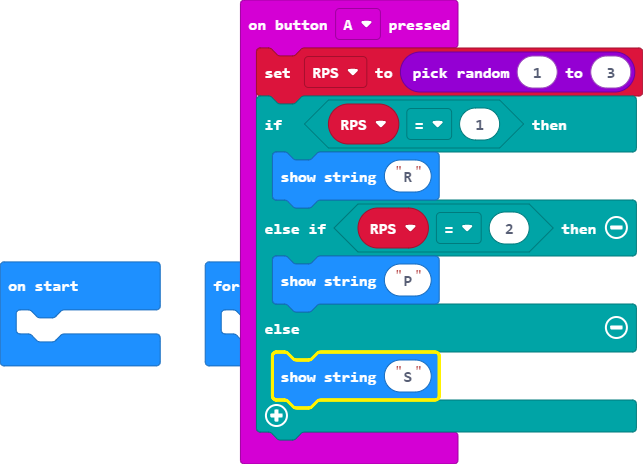 on button A pressed
set RPS to pick random 1 to 3
if RPS = 1 then
show string "R"
else if RPS = 2 then
show string "P"
on start
for
else
show string "S"